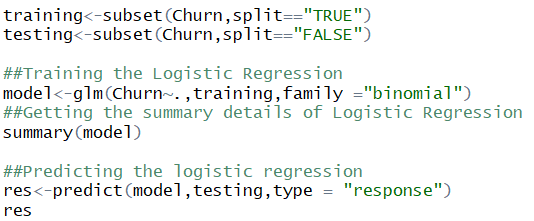 training<-subset(Churn,split=="TRUE")
testing<-subset(Churn,split=="FALSE")
##Training the Logistic Regression
model<-glm(Churn~.,training,family ="binomial")
##Getting the summary details of Logistic Regression
summary(model)
##Predicting the logistic regression
res<-predict(model,testing,type = "response")
res